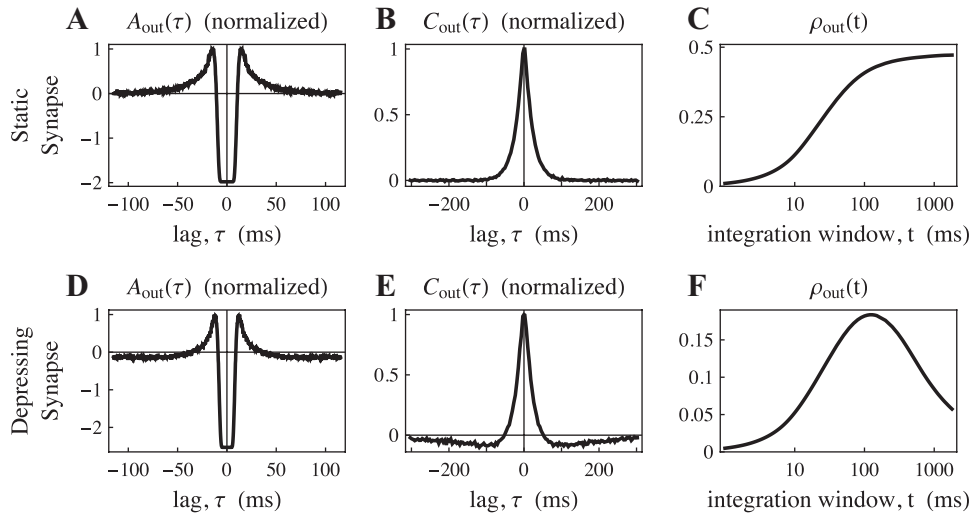 A
A_out(τ) (normalized)
B
C_out(τ) (normalized)
C
ρ_out(t)
Static
Synapse
1
0
−1
−2
−100 −50 0 50 100
lag, τ (ms)
1
0.5
0
−200 0 200
lag, τ (ms)
0.5
0.25
0
10 100 1000
integration window, t (ms)
D
A_out(τ) (normalized)
E
C_out(τ) (normalized)
F
ρ_out(t)
Depressing
Synapse
1
0
−1
−2
−100 −50 0 50 100
lag, τ (ms)
1
0.5
0
−200 0 200
lag, τ (ms)
0.15
0.1
0.05
0
10 100 1000
integration window, t (ms)